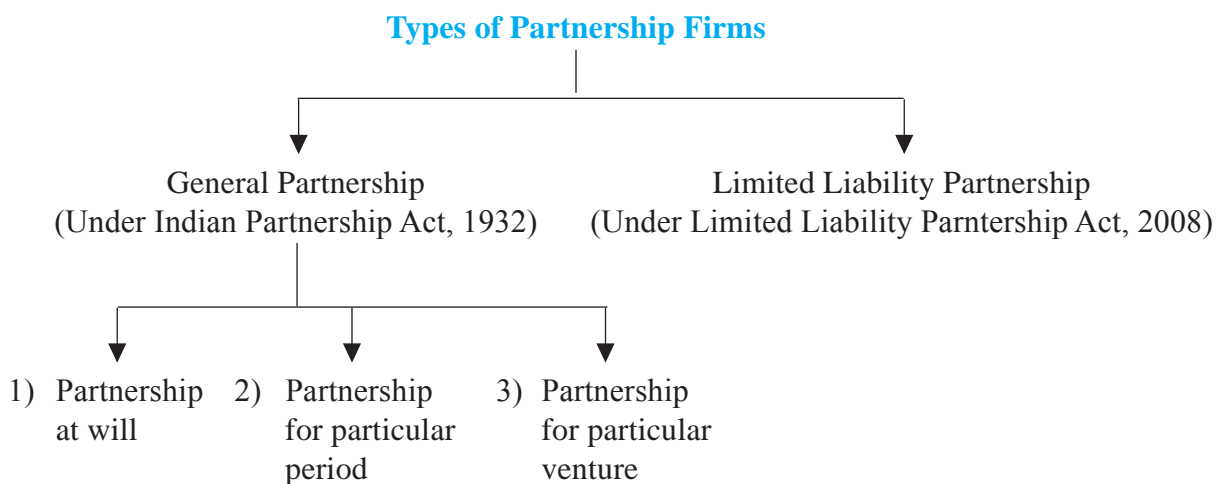 Types of Partnership Firms
General Partnership
(Under Indian Partnership Act, 1932)
Limited Liability Partnership
(Under Limited Liability Parntership Act, 2008)
1) Partnership
at will
2) Partnership
for particular
period
3) Partnership
for particular
venture